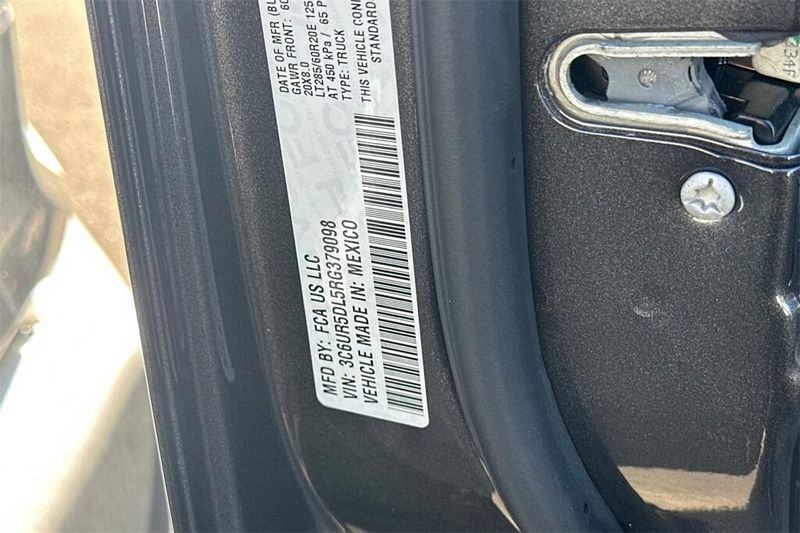 DATE OF MFR
GAWR FRONT:
20X8.0
LT285/60R20E 125
AT 450 kPa / 65
TYPE: TRUCK
THIS VEHICLE
STANDARD
MFD BY: FCA US LLC
VIN: 3C6UR5DL5RG379098
VEHICLE MADE IN: MEXICO